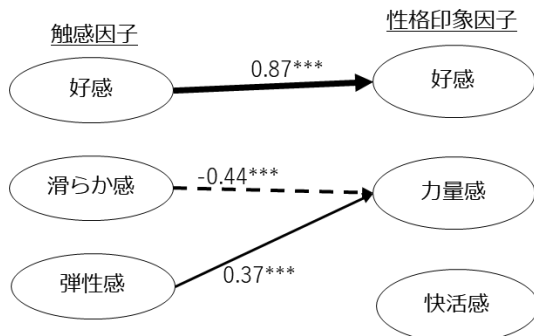 触感因子
性格印象因子
好感
0.87***
好感
滑らか感
-0.44***
力量感
弾性感
0.37***
快活感